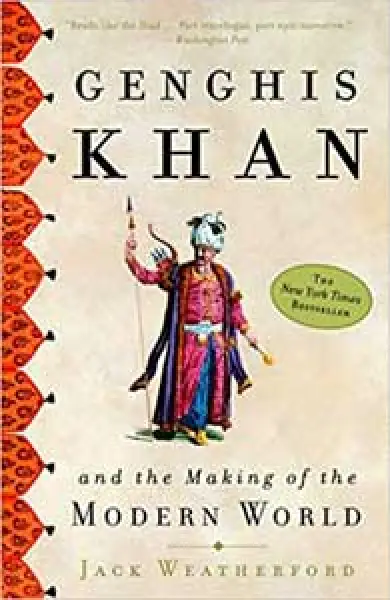 "Reads like the Iliad ... Part travelogue, part epic narrative."
Washington Post
GENGHIS
KHAN
THE
New York Times
BESTSELLER
and the Making of the
MODERN WORLD
JACK WEATHERFORD